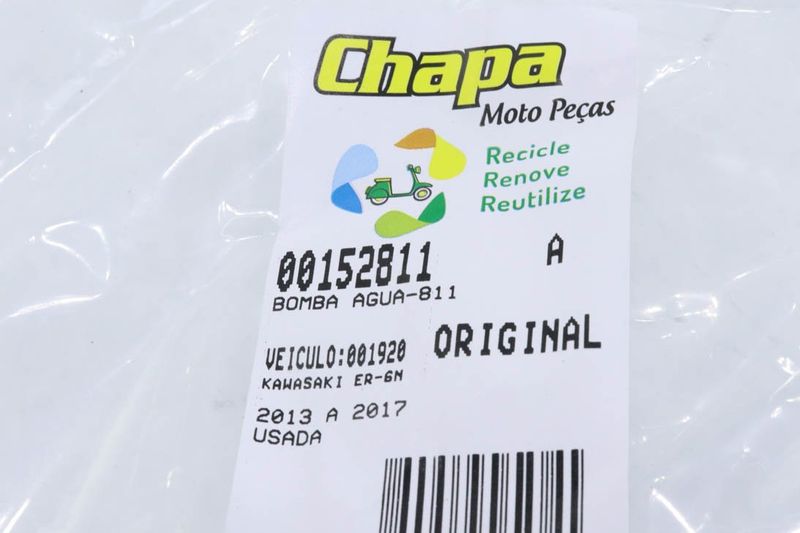 Chapa
Moto Peças
Recicle
Renove
Reutilize
00152811 A
BOMBA AGUA-811
VEICULO:001920 ORIGINAL
KAWASAKI ER-6N
2013 A 2017
USADA